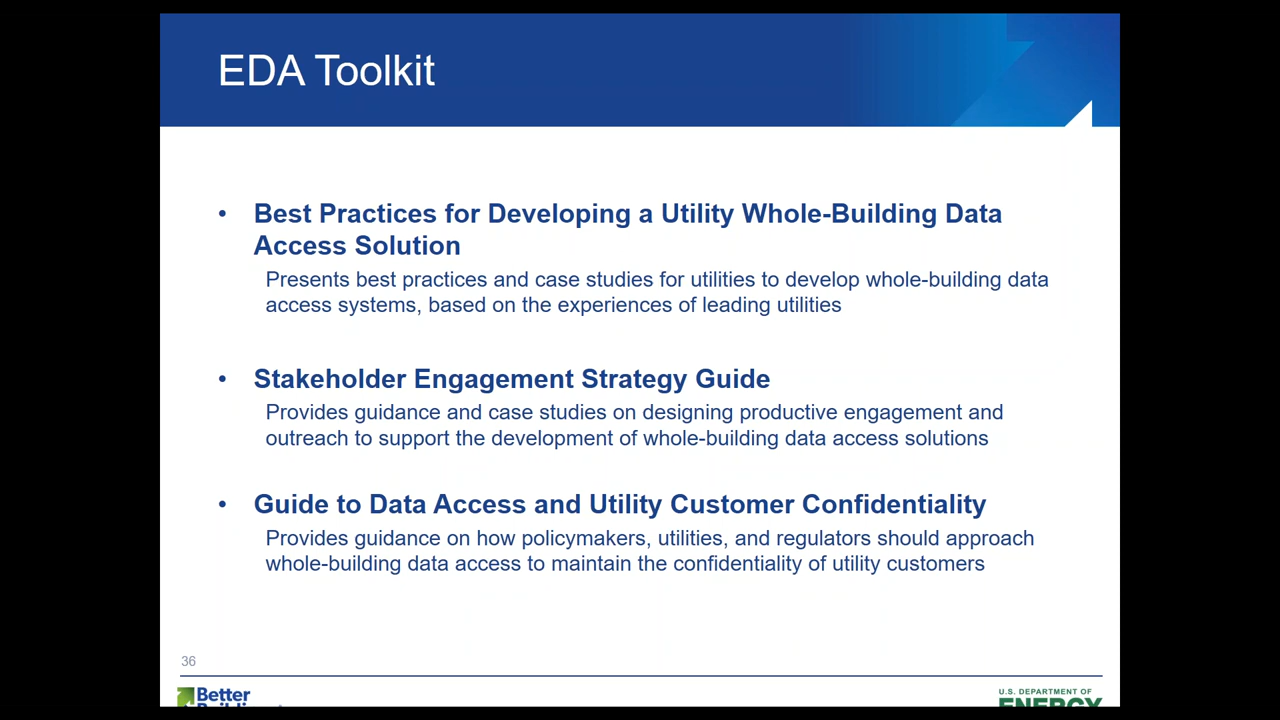 EDA Toolkit
• Best Practices for Developing a Utility Whole-Building Data
Access Solution
Presents best practices and case studies for utilities to develop whole-building data
access systems, based on the experiences of leading utilities
• Stakeholder Engagement Strategy Guide
Provides guidance and case studies on designing productive engagement and
outreach to support the development of whole-building data access solutions
• Guide to Data Access and Utility Customer Confidentiality
Provides guidance on how policymakers, utilities, and regulators should approach
whole-building data access to maintain the confidentiality of utility customers
36
Better
U.S. DEPARTMENT OF
ENERGY